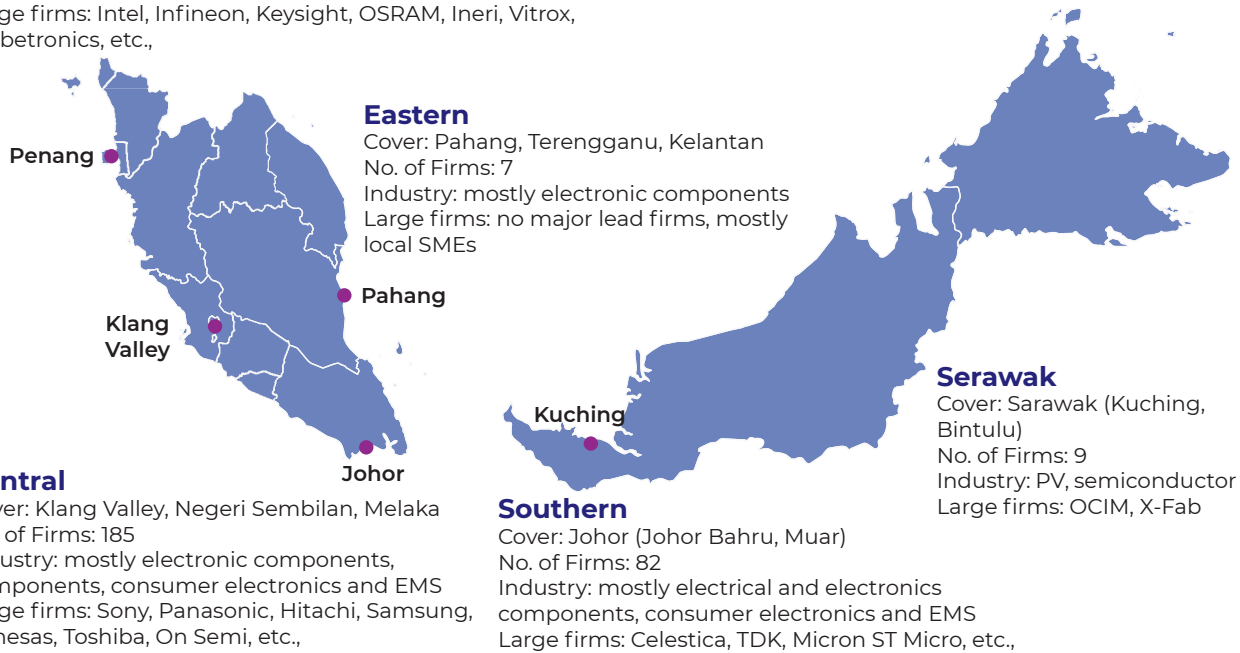 ge firms: Intel, Infineon, Keysight, OSRAM, Ineri, Vitrox,
betronics, etc.,
Eastern
Cover: Pahang, Terengganu, Kelantan
No. of Firms: 7
Industry: mostly electronic components
Large firms: no major lead firms, mostly
local SMEs
Penang
Pahang
Klang
Valley
Johor
Kuching
Serawak
Cover: Sarawak (Kuching,
Bintulu)
No. of Firms: 9
Industry: PV, semiconductor
Large firms: OCIM, X-Fab
ntral
ver: Klang Valley, Negeri Sembilan, Melaka
of Firms: 185
ustry: mostly electronic components,
mponents, consumer electronics and EMS
ge firms: Sony, Panasonic, Hitachi, Samsung,
nesas, Toshiba, On Semi, etc.,
Southern
Cover: Johor (Johor Bahru, Muar)
No. of Firms: 82
Industry: mostly electrical and electronics
components, consumer electronics and EMS
Large firms: Celestica, TDK, Micron ST Micro, etc.,